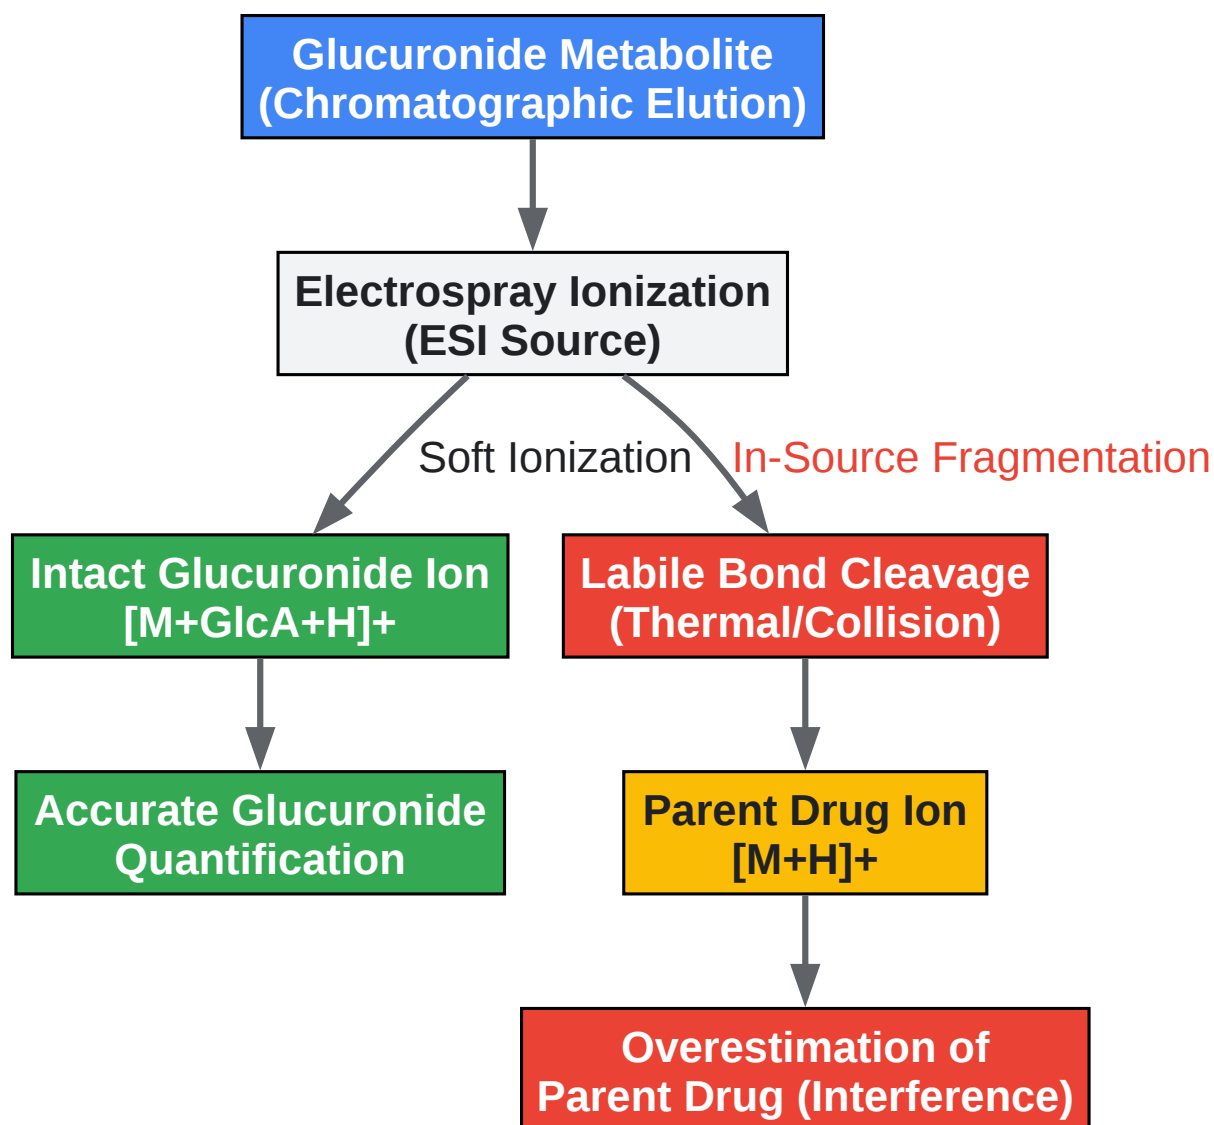 Glucuronide Metabolite
(Chromatographic Elution)
Electrospray Ionization
(ESI Source)
Soft Ionization
In-Source Fragmentation
Intact Glucuronide Ion
[M+GlcA+H]+
Labile Bond Cleavage
(Thermal/Collision)
Accurate Glucuronide
Quantification
Parent Drug Ion
[M+H]+
Overestimation of
Parent Drug (Interference)